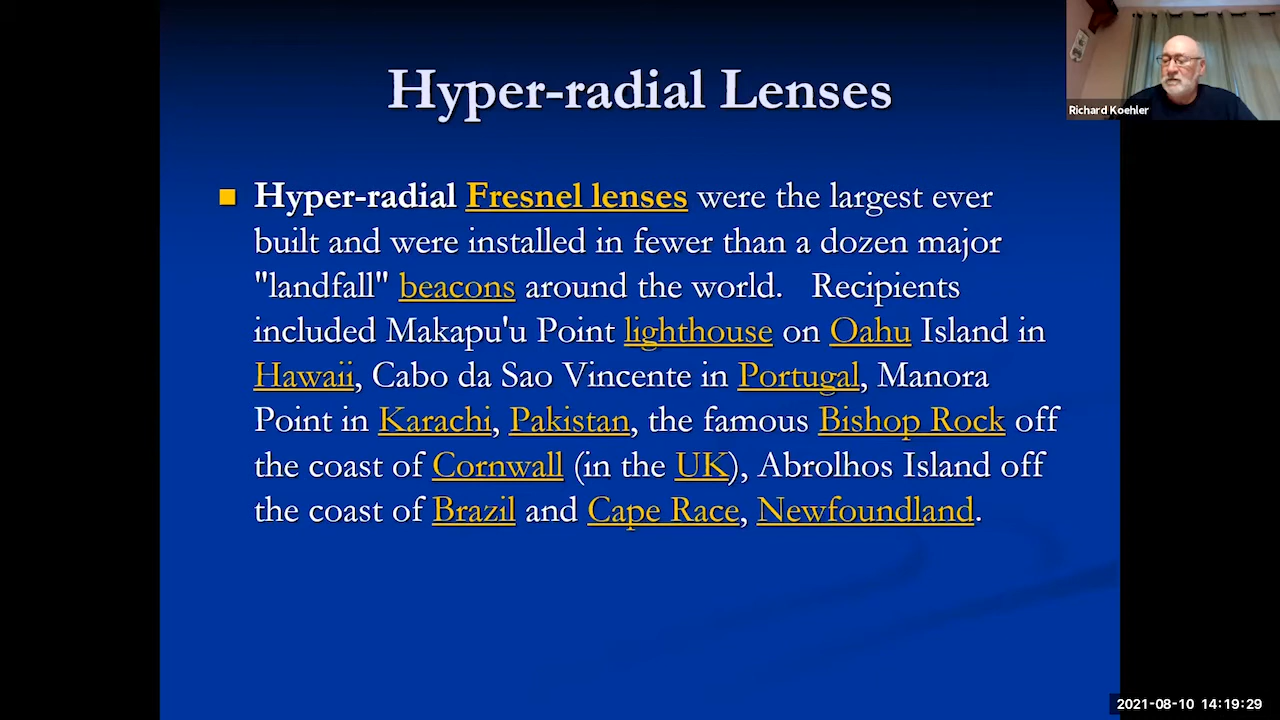 Hyper-radial Lenses
Richard Koehler
Hyper-radial Fresnel lenses were the largest ever
built and were installed in fewer than a dozen major
"landfall" beacons around the world.   Recipients
included Makapu'u Point lighthouse on Oahu Island in
Hawaii, Cabo da Sao Vincente in Portugal, Manora
Point in Karachi, Pakistan, the famous Bishop Rock off
the coast of Cornwall (in the UK), Abrolhos Island off
the coast of Brazil and Cape Race, Newfoundland.
2021-08-10 14:19:29